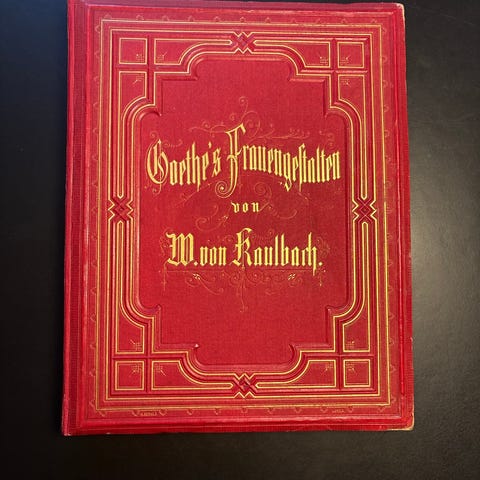 Goethe's Frauengestalten
von
W. von Kaulbach.